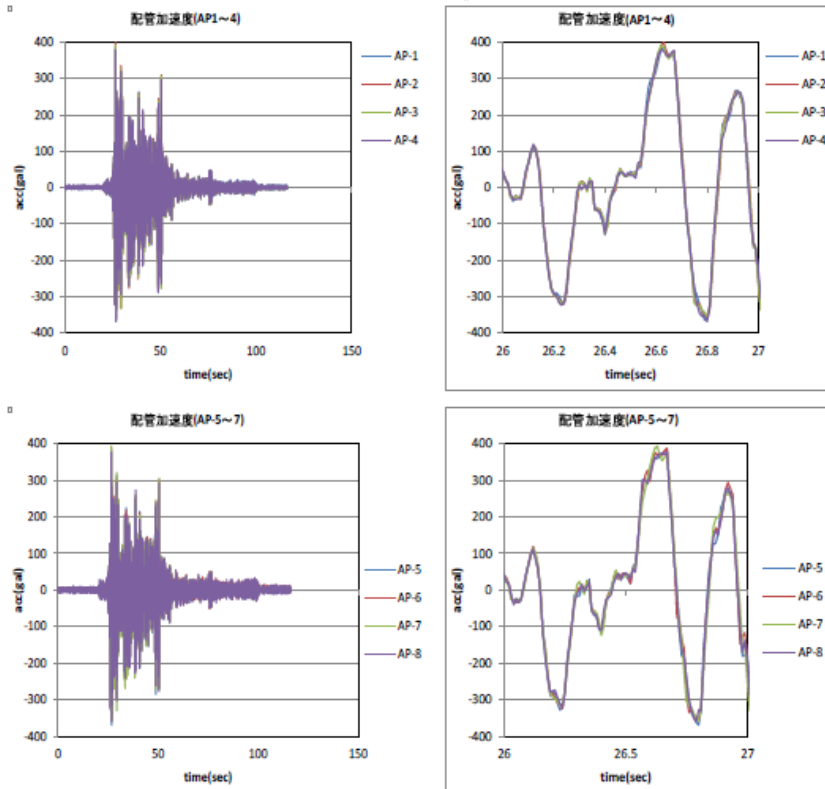 配管加速度(AP1～4)
400
300
200
100
0
-100
-200
-300
-400
acc(gal)
0
50
100
150
time(sec)
AP-1
AP-2
AP-3
AP-4
配管加速度(AP1～4)
400
300
200
100
0
-100
-200
-300
-400
acc(gal)
26
26.2
26.4
26.6
26.8
27
time(sec)
AP-1
AP-2
AP-3
AP-4
配管加速度(AP-5～7)
400
300
200
100
0
-100
-200
-300
-400
acc(gal)
0
50
100
150
time(sec)
AP-5
AP-6
AP-7
AP-8
配管加速度(AP-5～7)
400
300
200
100
0
-100
-200
-300
-400
acc(gal)
26
26.5
27
time(sec)
AP-5
AP-6
AP-7
AP-8